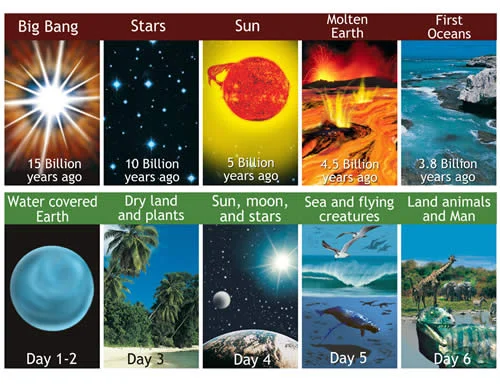 Big Bang
Stars
Sun
Molten
Earth
First
Oceans
15 Billion
years ago
10 Billion
years ago
5 Billion
years ago
4.5 Billion
years ago
3.8 Billion
years ago
Water covered
Earth
Dry land
and plants
Sun, moon,
and stars
Sea and flying
creatures
Land animals
and Man
Day 1-2
Day 3
Day 4
Day 5
Day 6